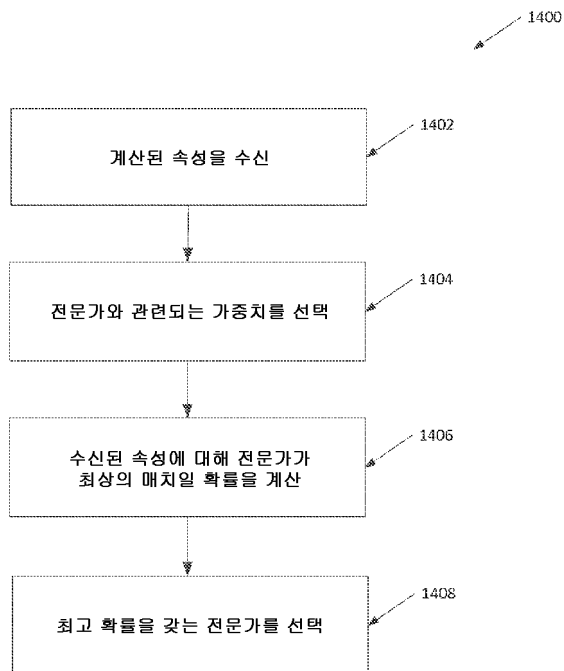 1400
1402
계산된 속성을 수신
1404
전문가와 관련되는 가중치를 선택
1406
수신된 속성에 대해 전문가가
최상의 매치일 확률을 계산
1408
최고 확률을 갖는 전문가를 선택